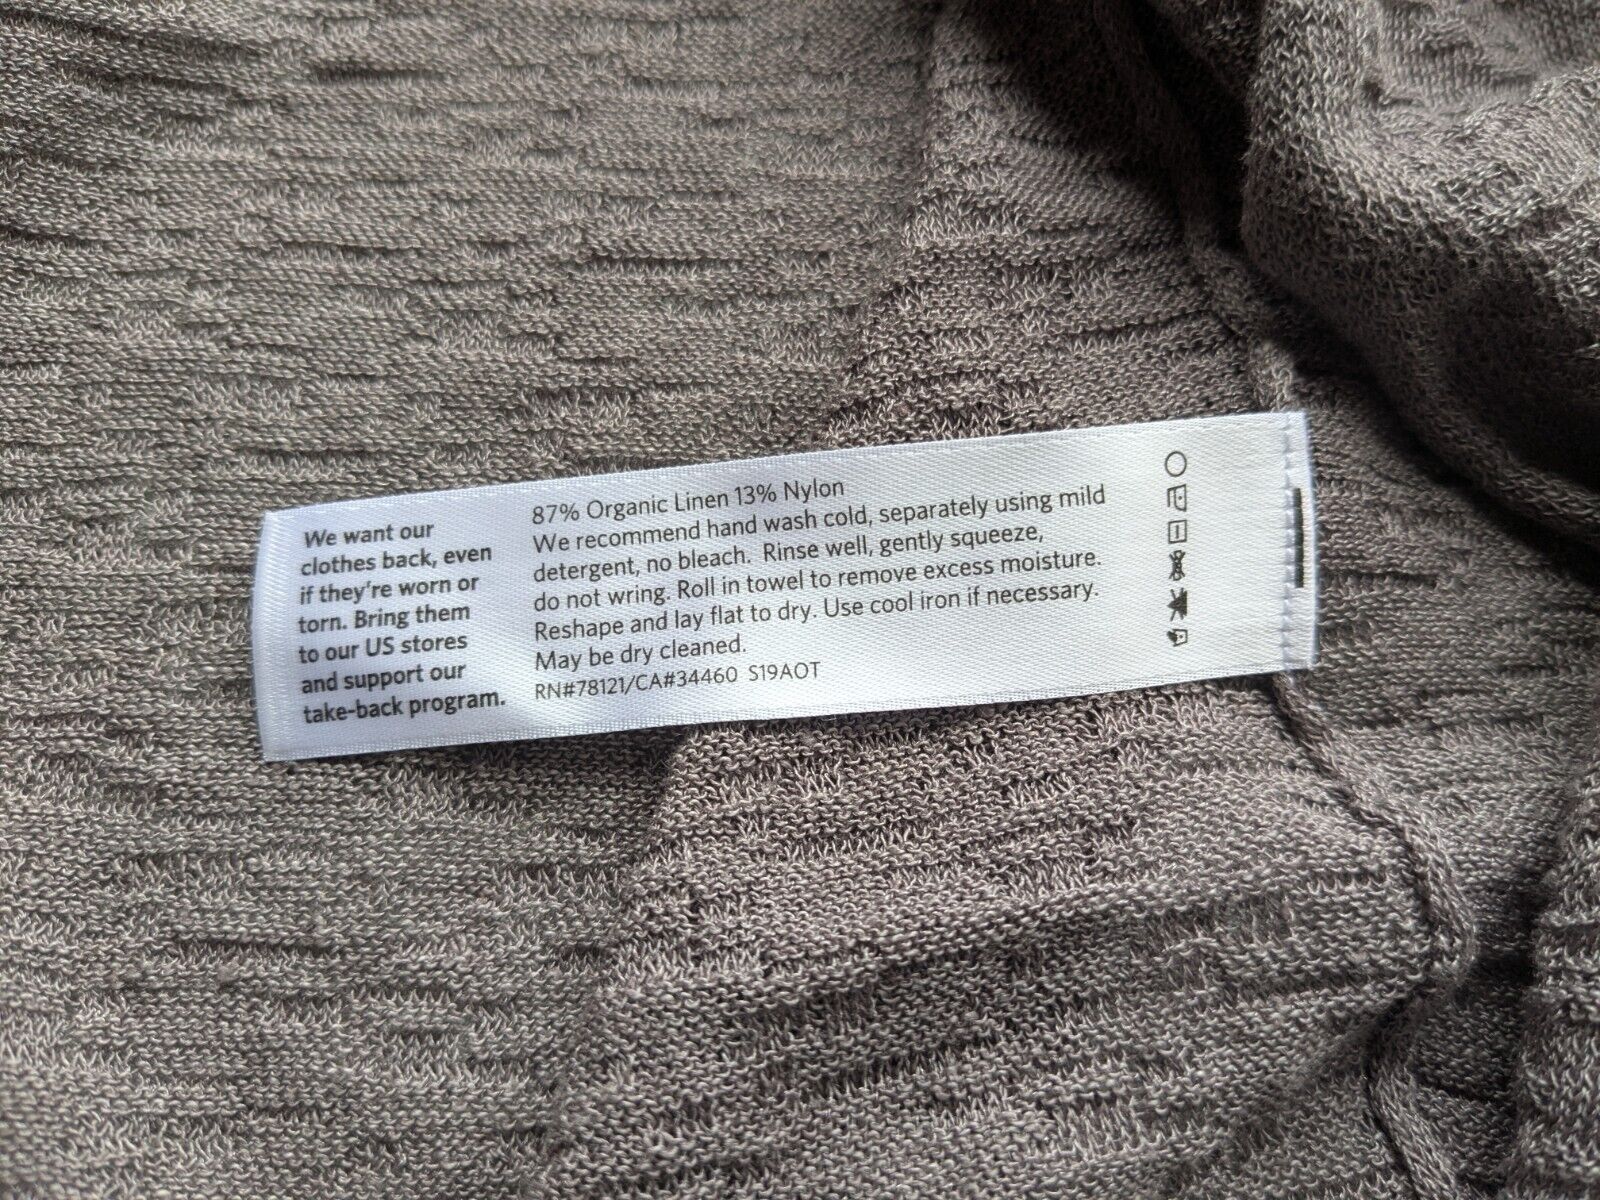 We want our
clothes back, even
if they're worn or
torn. Bring them
to our US stores
and support our
take-back program.
87% Organic Linen 13% Nylon
We recommend hand wash cold, separately using mild
detergent, no bleach.  Rinse well, gently squeeze,
do not wring. Roll in towel to remove excess moisture.
Reshape and lay flat to dry. Use cool iron if necessary.
May be dry cleaned.
RN#78121/CA#34460  S19AOT